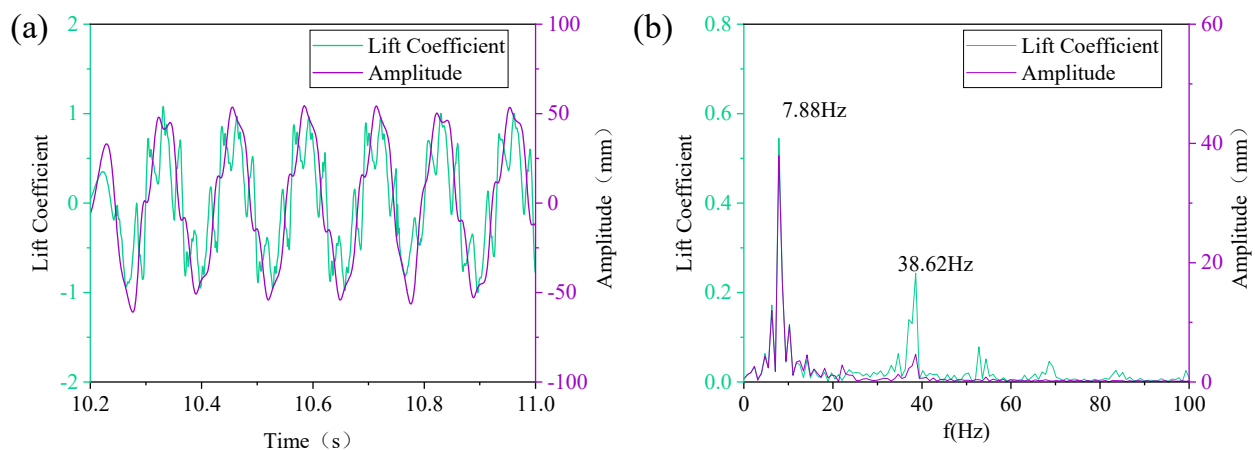 (a)
2
1
0
-1
-2
Lift Coefficient
100
50
0
-50
-100
Amplitude（mm）
Lift Coefficient
Amplitude
10.2 10.4 10.6 10.8 11.0
Time（s）
(b)
0.8
0.6
0.4
0.2
0.0
Lift Coefficient
60
40
20
0
Amplitude（mm）
Lift Coefficient
Amplitude
7.88Hz
38.62Hz
0 20 40 60 80 100
f(Hz)